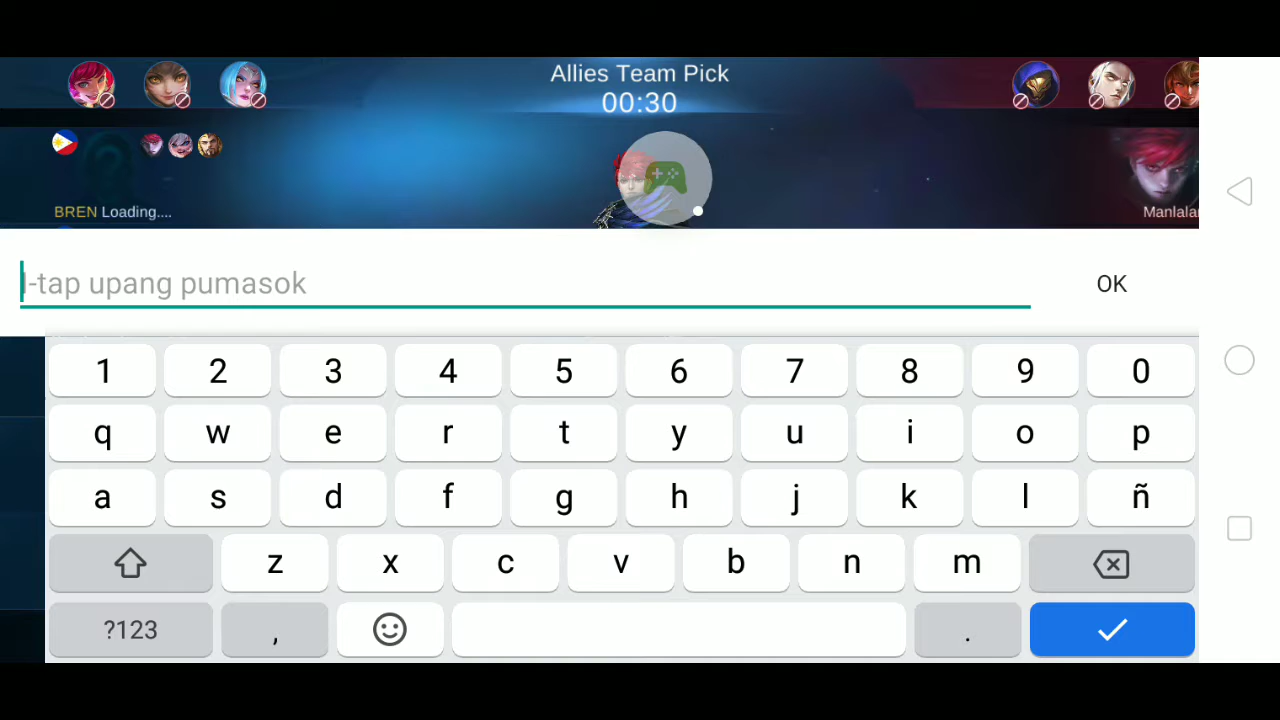 Allies Team Pick
00:30
BREN Loading....
Manlala
-tap upang pumasok
OK
1 2 3 4 5 6 7 8 9 0
q w e r t y u i o p
a s d f g h j k l ñ
z x c v b n m
?123 , .